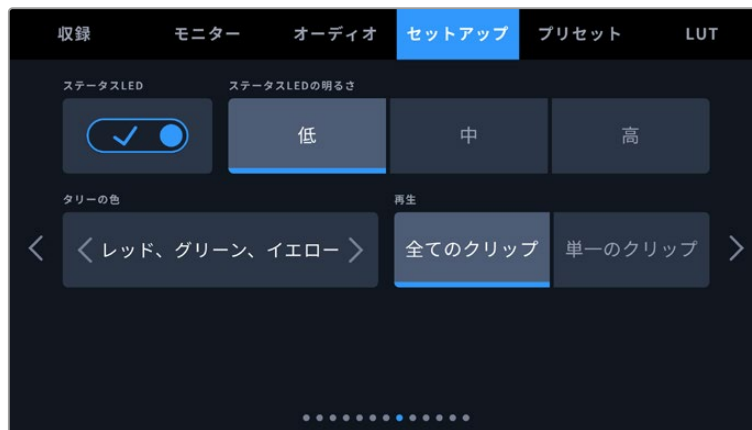 収録 モニター オーディオ セットアップ プリセット LUT
ステータスLED ステータスLEDの明るさ
低 中 高
タリーの色 再生
レッド、グリーン、イエロー 全てのクリップ 単一のクリップ